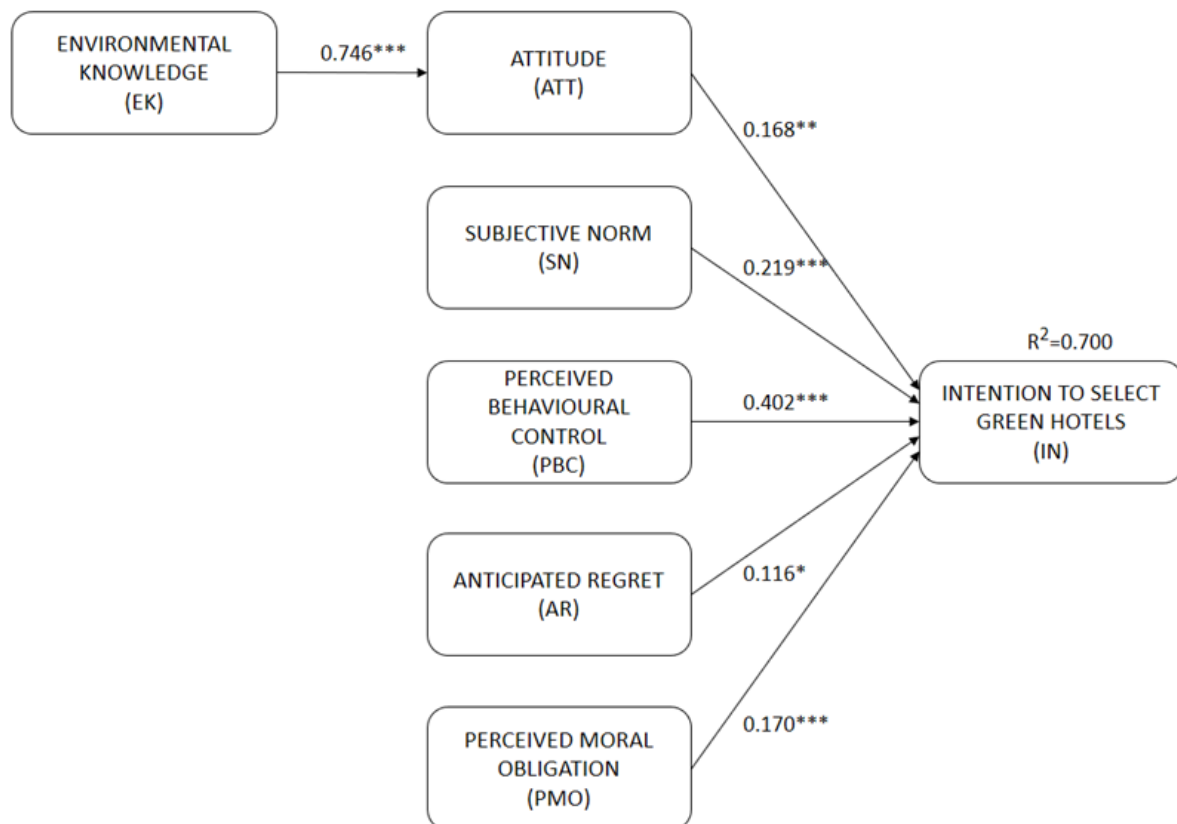 ENVIRONMENTAL
KNOWLEDGE
(EK)
0.746***
ATTITUDE
(ATT)
0.168**
SUBJECTIVE NORM
(SN)
0.219***
R²=0.700
PERCEIVED
BEHAVIOURAL
CONTROL
(PBC)
0.402***
INTENTION TO SELECT
GREEN HOTELS
(IN)
ANTICIPATED REGRET
(AR)
0.116*
PERCEIVED MORAL
OBLIGATION
(PMO)
0.170***